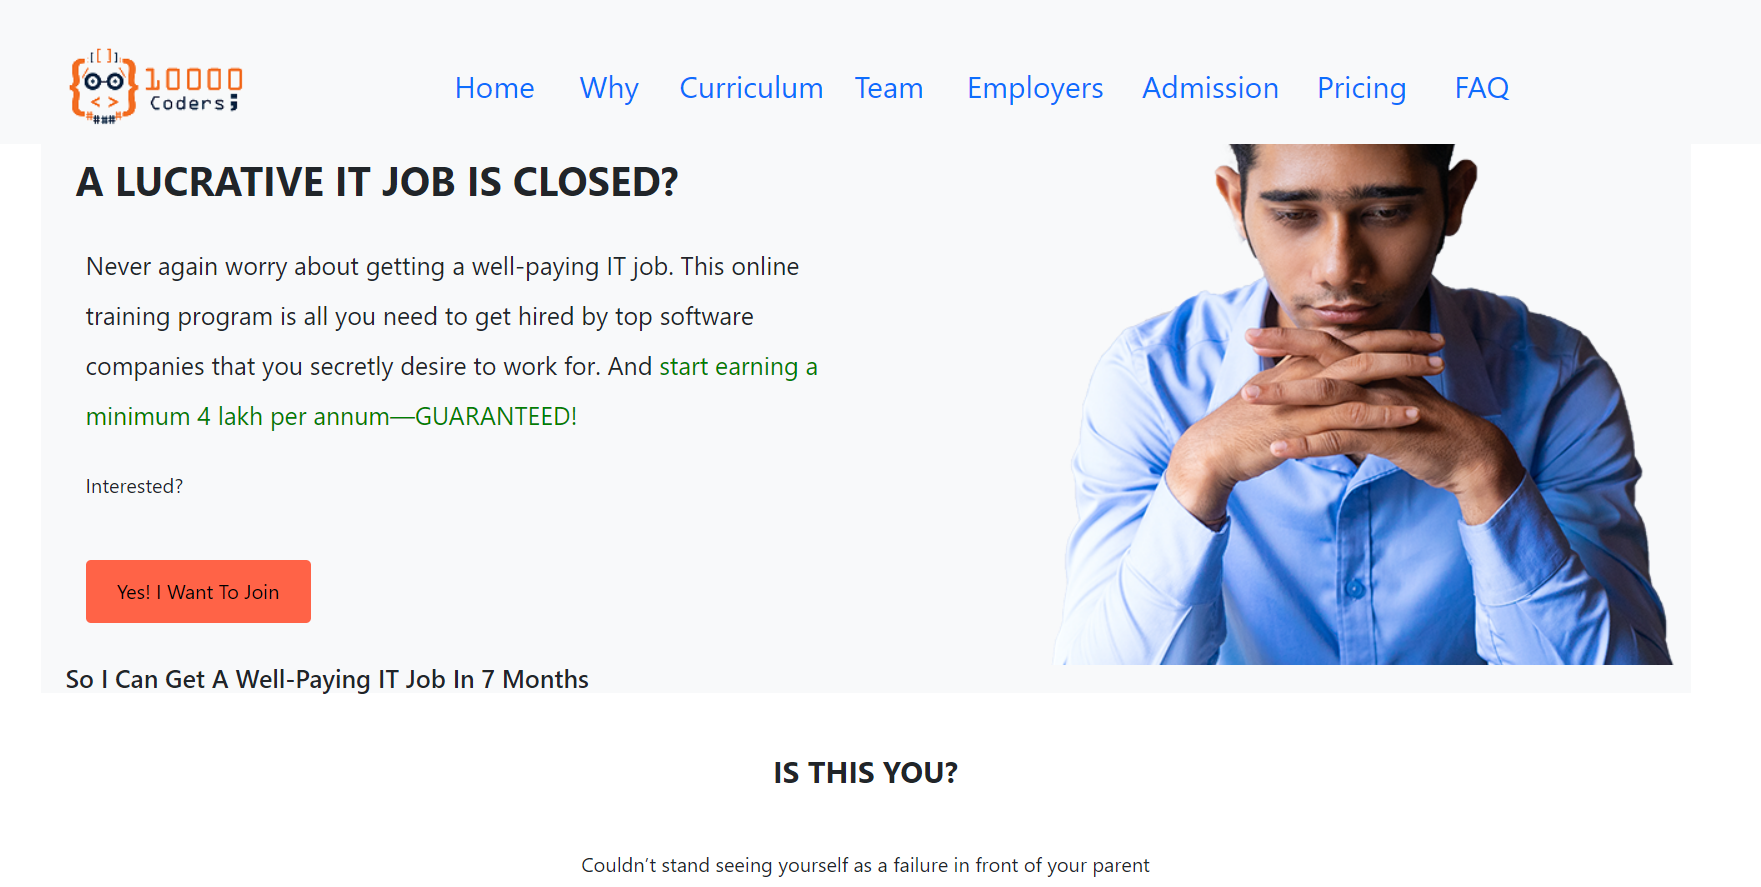 [ [ ] ] ;
10000
Coders;
< >
####
Home Why Curriculum Team Employers Admission Pricing FAQ
A LUCRATIVE IT JOB IS CLOSED?
Never again worry about getting a well-paying IT job. This online
training program is all you need to get hired by top software
companies that you secretly desire to work for. And start earning a
minimum 4 lakh per annum—GUARANTEED!
Interested?
Yes! I Want To Join
So I Can Get A Well-Paying IT Job In 7 Months
IS THIS YOU?
Couldn’t stand seeing yourself as a failure in front of your parent